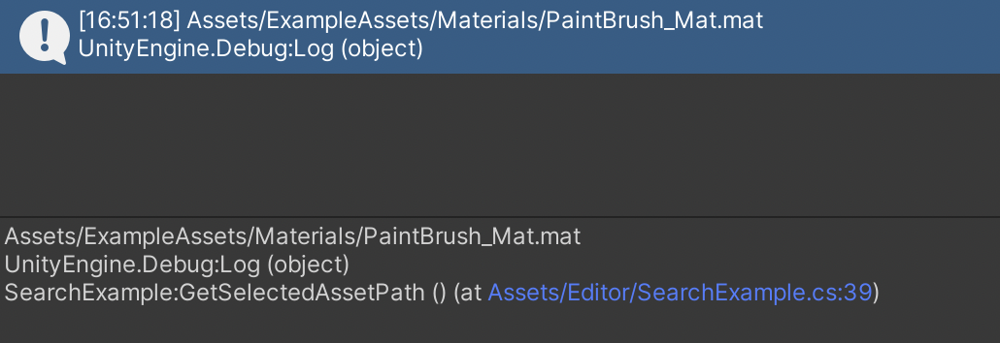 [16:51:18] Assets/ExampleAssets/Materials/PaintBrush_Mat.mat
UnityEngine.Debug:Log (object)
Assets/ExampleAssets/Materials/PaintBrush_Mat.mat
UnityEngine.Debug:Log (object)
SearchExample:GetSelectedAssetPath () (at Assets/Editor/SearchExample.cs:39)